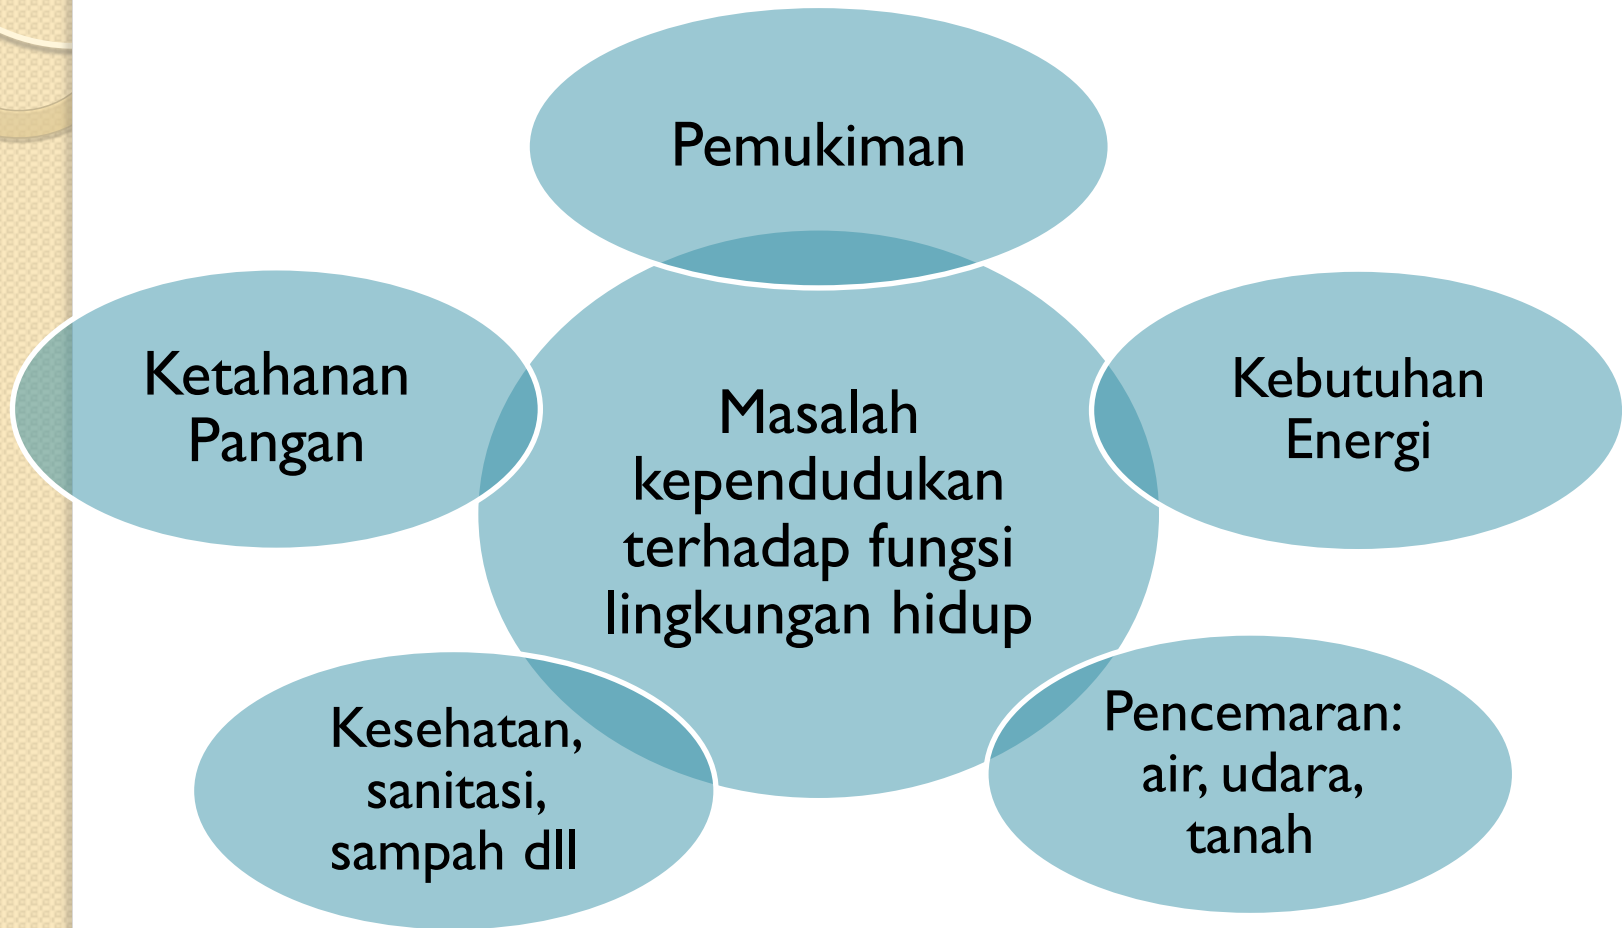 Pemukiman
Ketahanan
Pangan
Masalah
kependudukan
terhadap fungsi
lingkungan hidup
Kebutuhan
Energi
Kesehatan,
sanitasi,
sampah dll
Pencemaran:
air, udara,
tanah